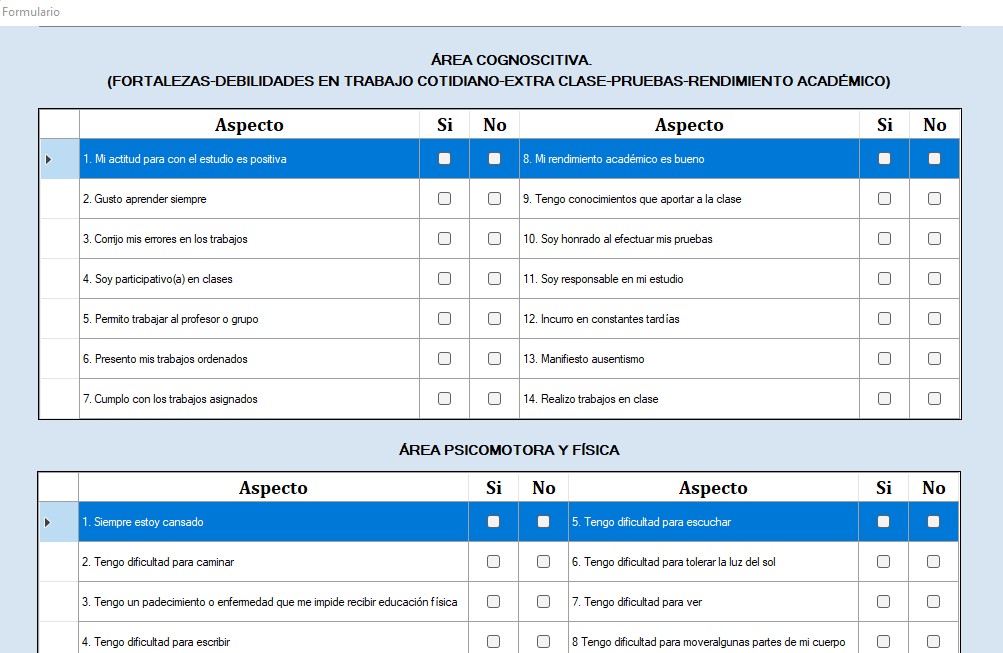 Formulario
ÁREA COGNOSCITIVA.
(FORTALEZAS-DEBILIDADES EN TRABAJO COTIDIANO-EXTRA CLASE-PRUEBAS-RENDIMIENTO ACADÉMICO)
Aspecto Si No Aspecto Si No
1. Mi actitud para con el estudio es positiva 8. Mi rendimiento académico es bueno
2. Gusto aprender siempre 9. Tengo conocimientos que aportar a la clase
3. Corrijo mis errores en los trabajos 10. Soy honrado al efectuar mis pruebas
4. Soy participativo(a) en clases 11. Soy responsable en mi estudio
5. Permito trabajar al profesor o grupo 12. Incurro en constantes tardías
6. Presento mis trabajos ordenados 13. Manifiesto ausentismo
7. Cumplo con los trabajos asignados 14. Realizo trabajos en clase
ÁREA PSICOMOTORA Y FÍSICA
Aspecto Si No Aspecto Si No
1. Siempre estoy cansado 5. Tengo dificultad para escuchar
2. Tengo dificultad para caminar 6. Tengo dificultad para tolerar la luz del sol
3. Tengo un padecimiento o enfermedad que me impide recibir educación física 7. Tengo dificultad para ver
4. Tengo dificultad para escribir 8 Tengo dificultad para moveralgunas partes de mi cuerpo